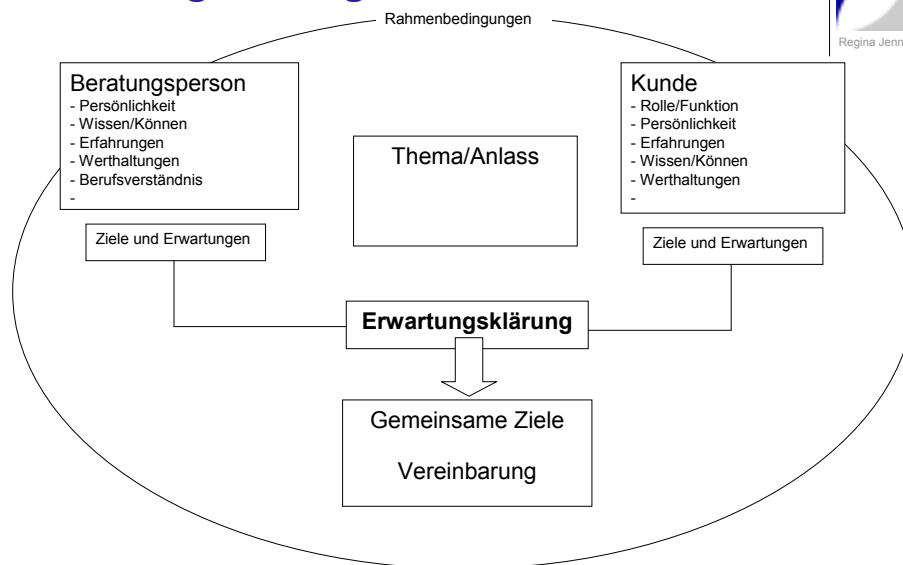 Rahmenbedingungen
Regina Jenn
Beratungsperson
- Persönlichkeit
- Wissen/Können
- Erfahrungen
- Werthaltungen
- Berufsverständnis
-
Kunde
- Rolle/Funktion
- Persönlichkeit
- Erfahrungen
- Wissen/Können
- Werthaltungen
-
Thema/Anlass
Ziele und Erwartungen
Ziele und Erwartungen
Erwartungsklärung
Gemeinsame Ziele
Vereinbarung